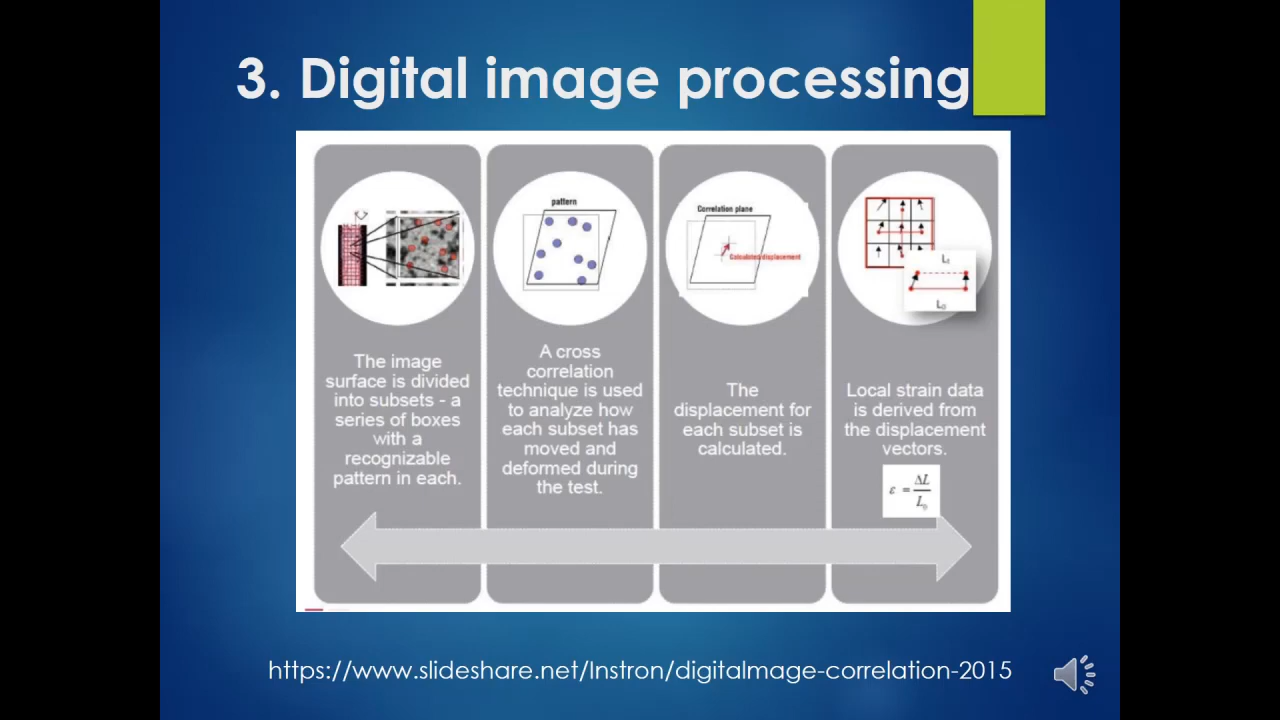 3. Digital image processing
pattern
Correlation plane
Calculated displacement
L₁
L₀
The image
surface is divided
into subsets - a
series of boxes
with a
recognizable
pattern in each.
A cross
correlation
technique is used
to analyze how
each subset has
moved and
deformed during
the test.
The
displacement for
each subset is
calculated.
Local strain data
is derived from
the displacement
vectors.
ε = ΔL / L₀
https://www.slideshare.net/Instron/digitalmage-correlation-2015